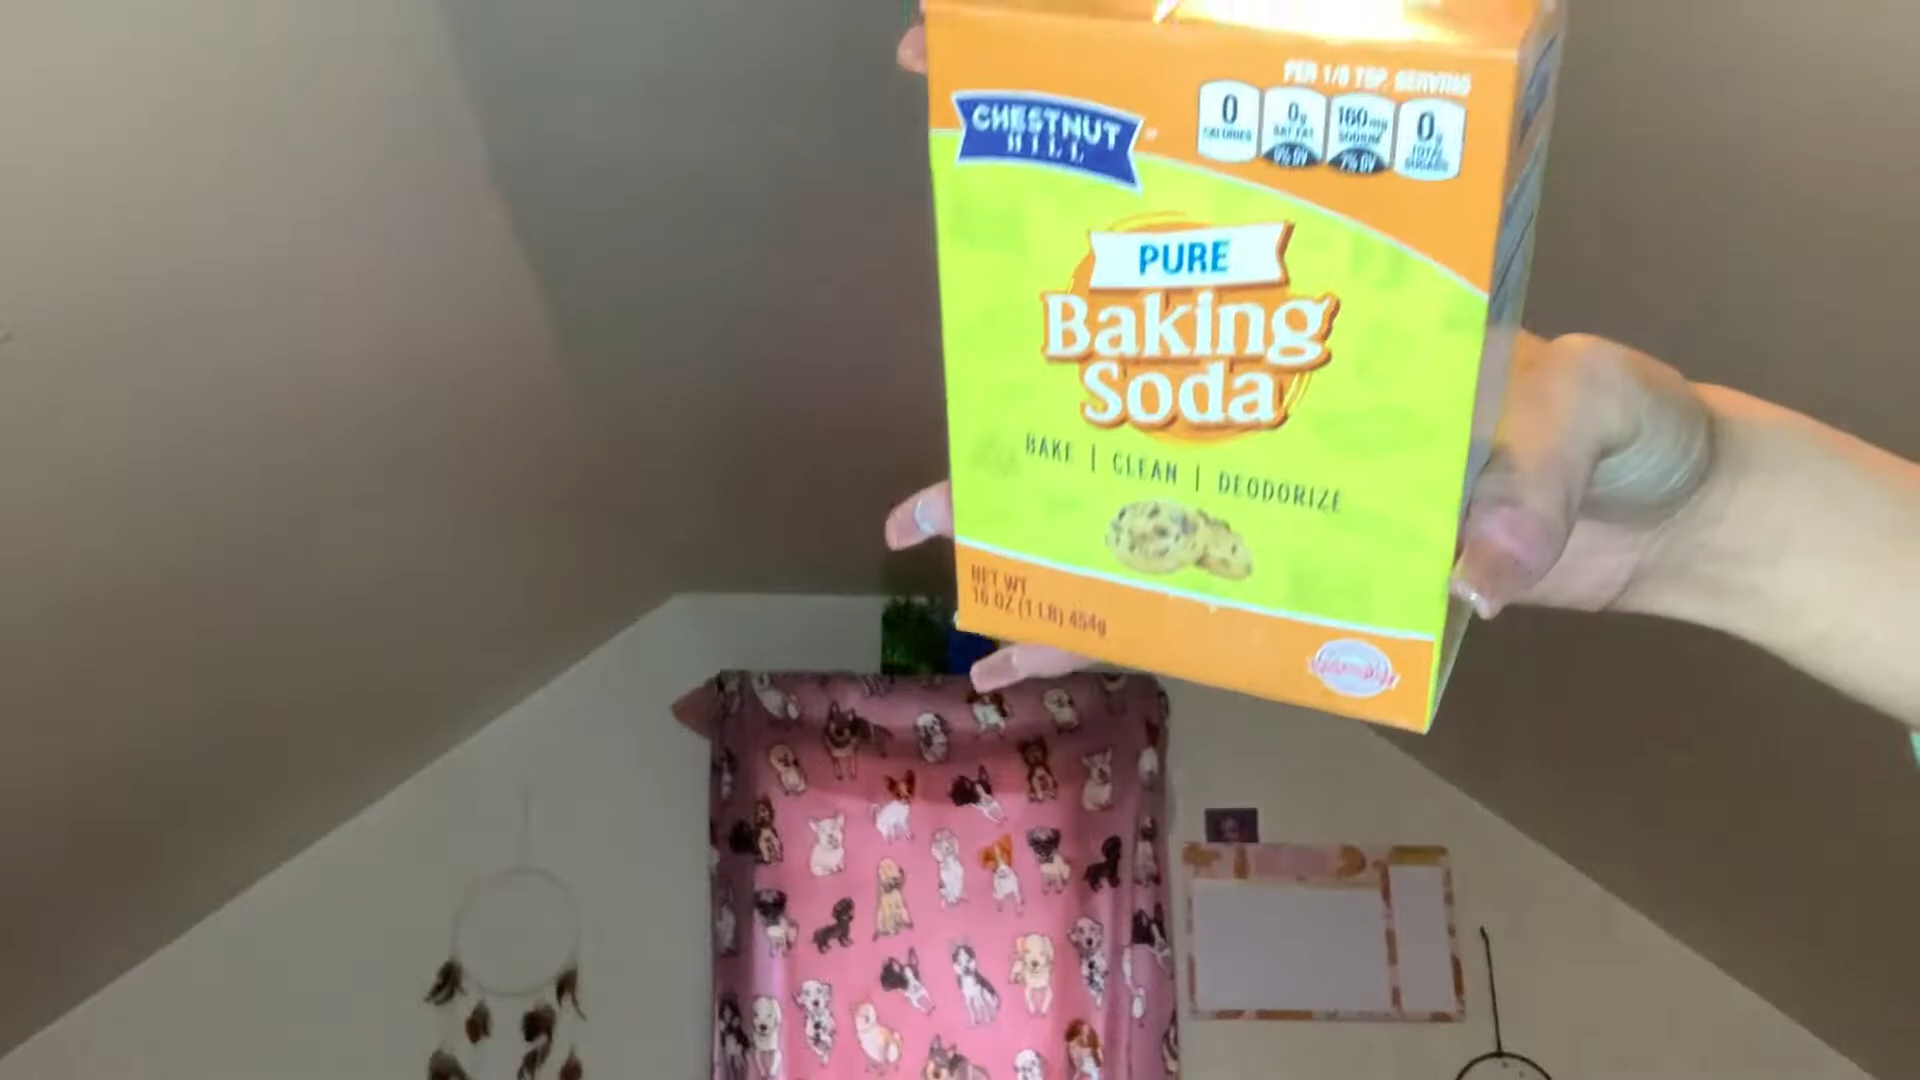 PER 1/8 TSP. SERVING
0
CALORIES
0g
SAT FAT
0% DV
160mg
SODIUM
7% DV
0g
TOTAL
SUGARS
CHESTNUT
HILL
PURE
Baking
Soda
BAKE | CLEAN | DEODORIZE
NET WT
16 OZ (1 LB) 454g